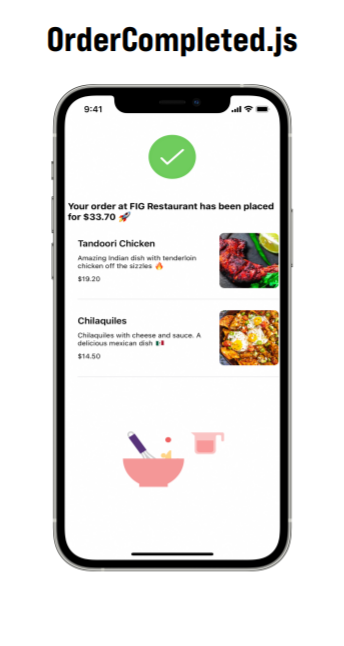 OrderCompleted.js
9:41
Your order at FIG Restaurant has been placed
for $33.70 🚀
Tandoori Chicken
Amazing Indian dish with tenderloin
chicken off the sizzles 🔥
$19.20
Chilaquiles
Chilaquiles with cheese and sauce. A
delicious mexican dish 🇲🇽
$14.50